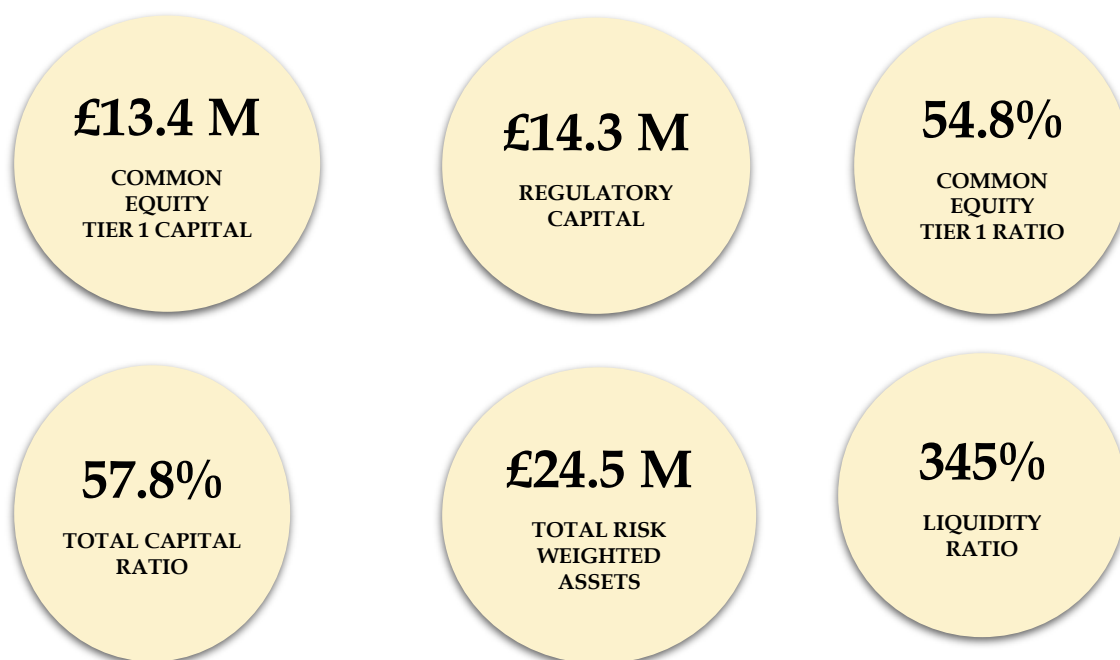 £13.4 M
COMMON
EQUITY
TIER 1 CAPITAL
£14.3 M
REGULATORY
CAPITAL
54.8%
COMMON
EQUITY
TIER 1 RATIO
57.8%
TOTAL CAPITAL
RATIO
£24.5 M
TOTAL RISK
WEIGHTED
ASSETS
345%
LIQUIDITY
RATIO